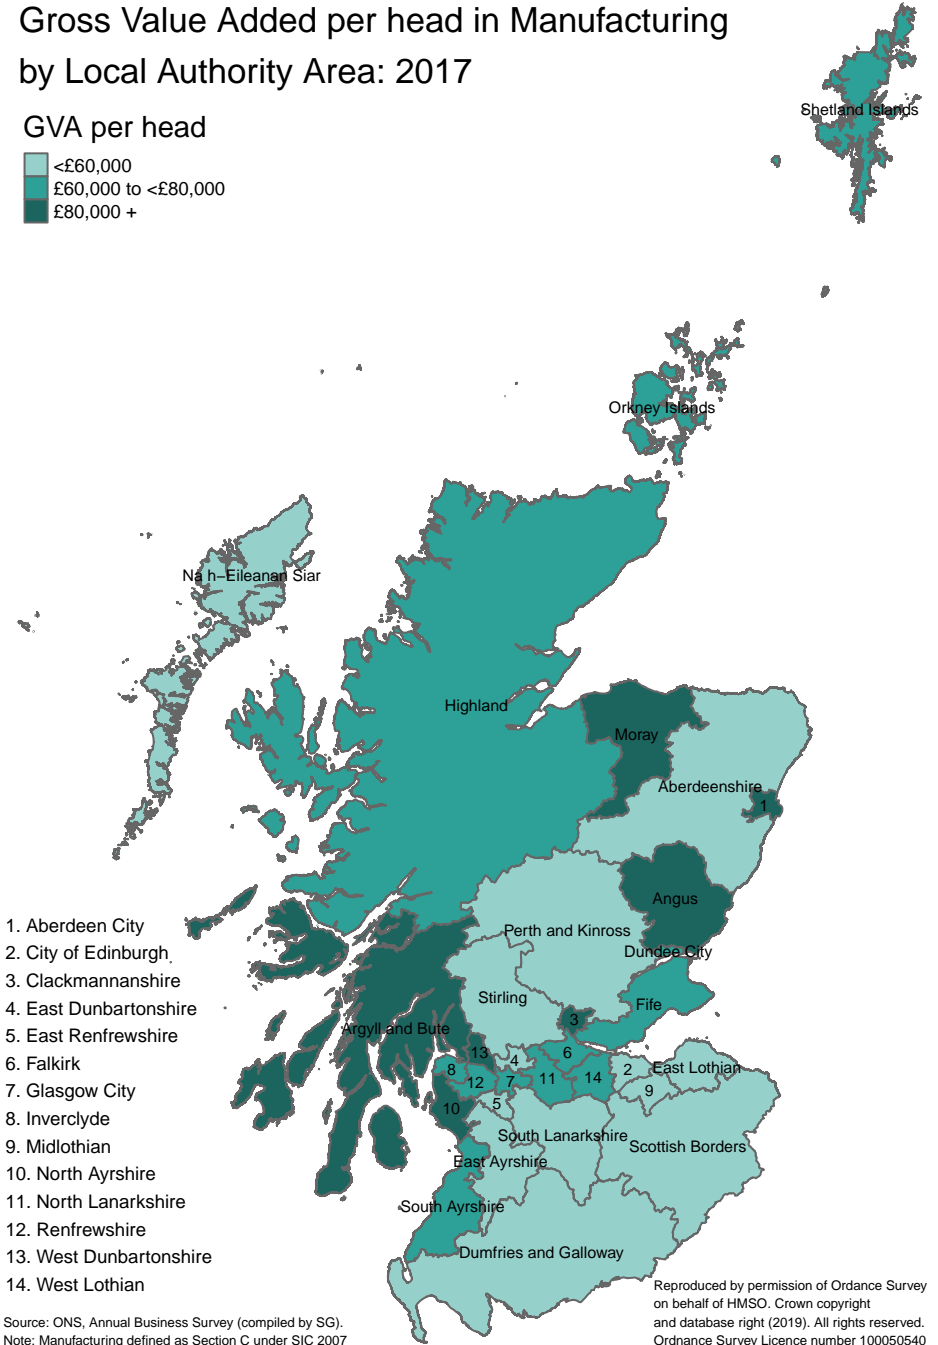 Gross Value Added per head in Manufacturing
by Local Authority Area: 2017
GVA per head
<£60,000
£60,000 to <£80,000
£80,000 +
Shetland Islands
Orkney Islands
Na h−Eileanan Siar
Highland
Moray
Aberdeenshire
1
Angus
Perth and Kinross
Dundee City
Stirling
Fife
3
Argyll and Bute
13
4
6
8
12
7
11
14
2
East Lothian
9
10
5
South Lanarkshire
Scottish Borders
East Ayrshire
South Ayrshire
Dumfries and Galloway
1. Aberdeen City
2. City of Edinburgh
3. Clackmannanshire
4. East Dunbartonshire
5. East Renfrewshire
6. Falkirk
7. Glasgow City
8. Inverclyde
9. Midlothian
10. North Ayrshire
11. North Lanarkshire
12. Renfrewshire
13. West Dunbartonshire
14. West Lothian
Source: ONS, Annual Business Survey (compiled by SG).
Note: Manufacturing defined as Section C under SIC 2007
Reproduced by permission of Ordance Survey
on behalf of HMSO. Crown copyright
and database right (2019). All rights reserved.
Ordnance Survey Licence number 100050540